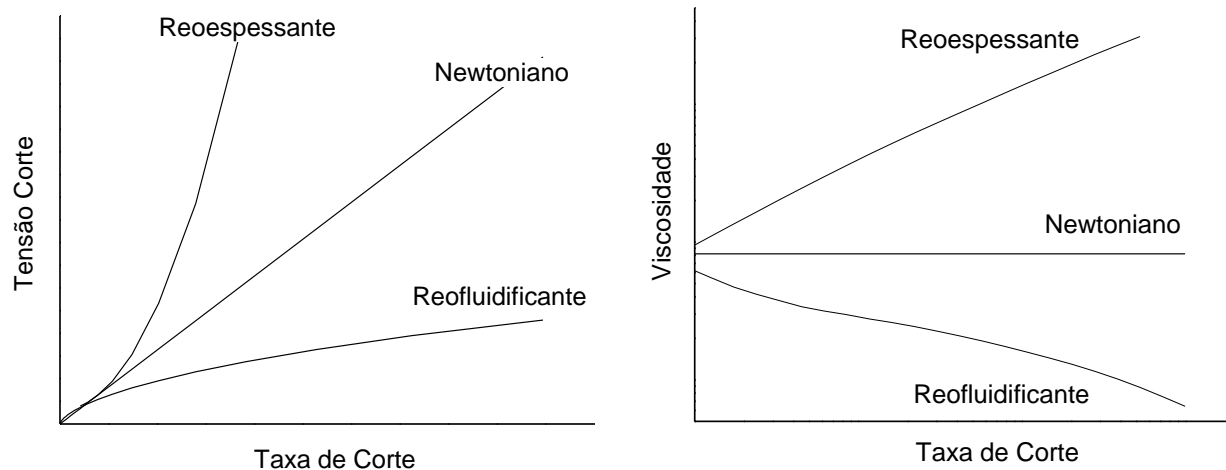 Reoespessante
Newtoniano
Reofluidificante
Tensão Corte
Taxa de Corte
Reoespessante
Newtoniano
Reofluidificante
Viscosidade
Taxa de Corte